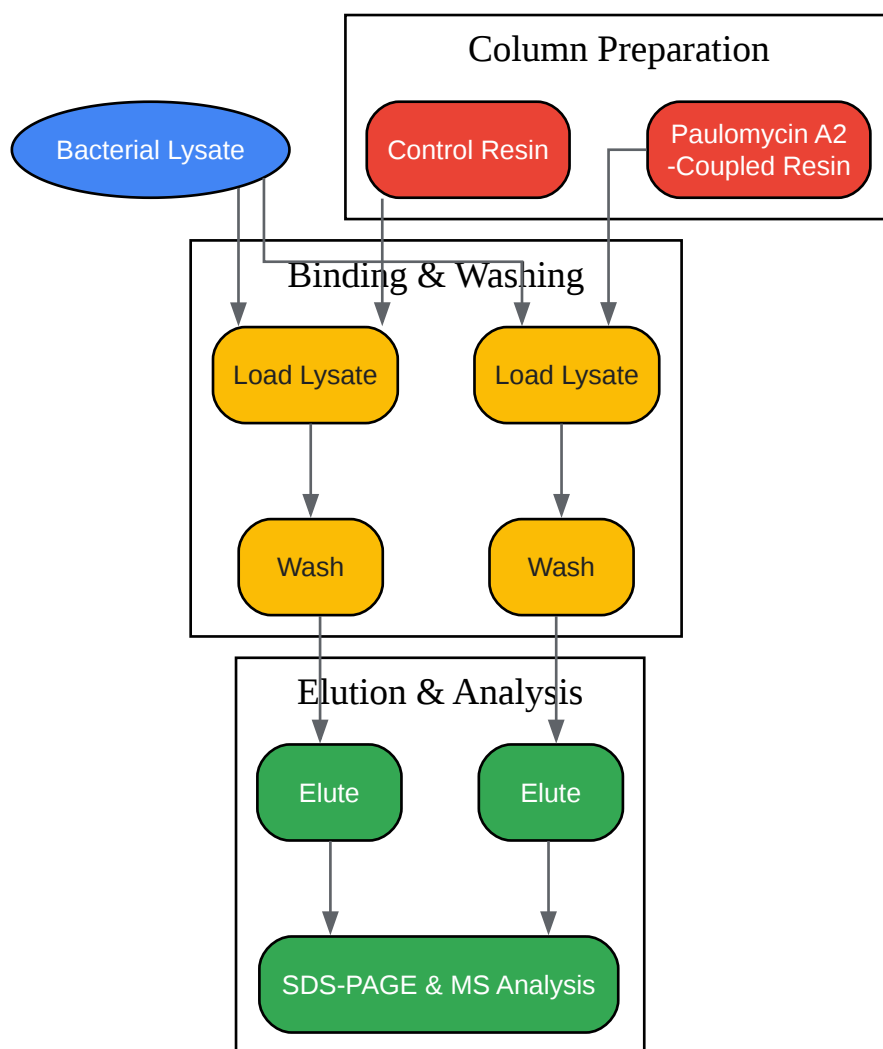 Column Preparation
Bacterial Lysate
Control Resin
Paulomycin A2
-Coupled Resin
Binding & Washing
Load Lysate
Load Lysate
Wash
Wash
Elution & Analysis
Elute
Elute
SDS-PAGE & MS Analysis